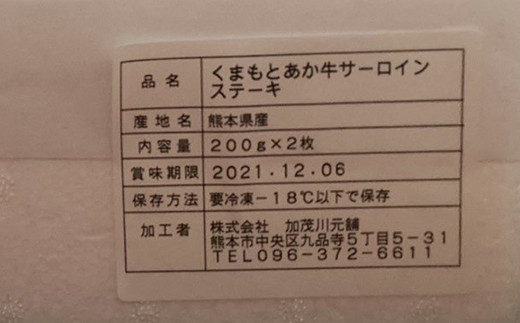 品名 くまもとあか牛サーロイン
ステーキ
産地名 熊本県産
内容量 200g×2枚
賞味期限 2021.12.06
保存方法 要冷凍-18℃以下で保存
加工者 株式会社 加茂川元舗
熊本市中央区九品寺5丁目5-31
TEL096-372-6611